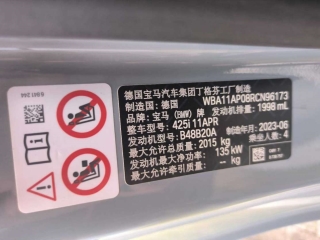 德国宝马汽车集团丁格芬工厂制造
制造国：德国 WBA11AP08RCN96173
品牌：宝马 (BMW) 牌 发动机排量：1998 mL
整车型号：425i 11APR 制造年月：2023-06
发动机型号：B48B20A 乘坐人数：4
最大允许总质量：2015 kg
发动机最大净功率：135 kW
最大允许牵引质量：-- kg